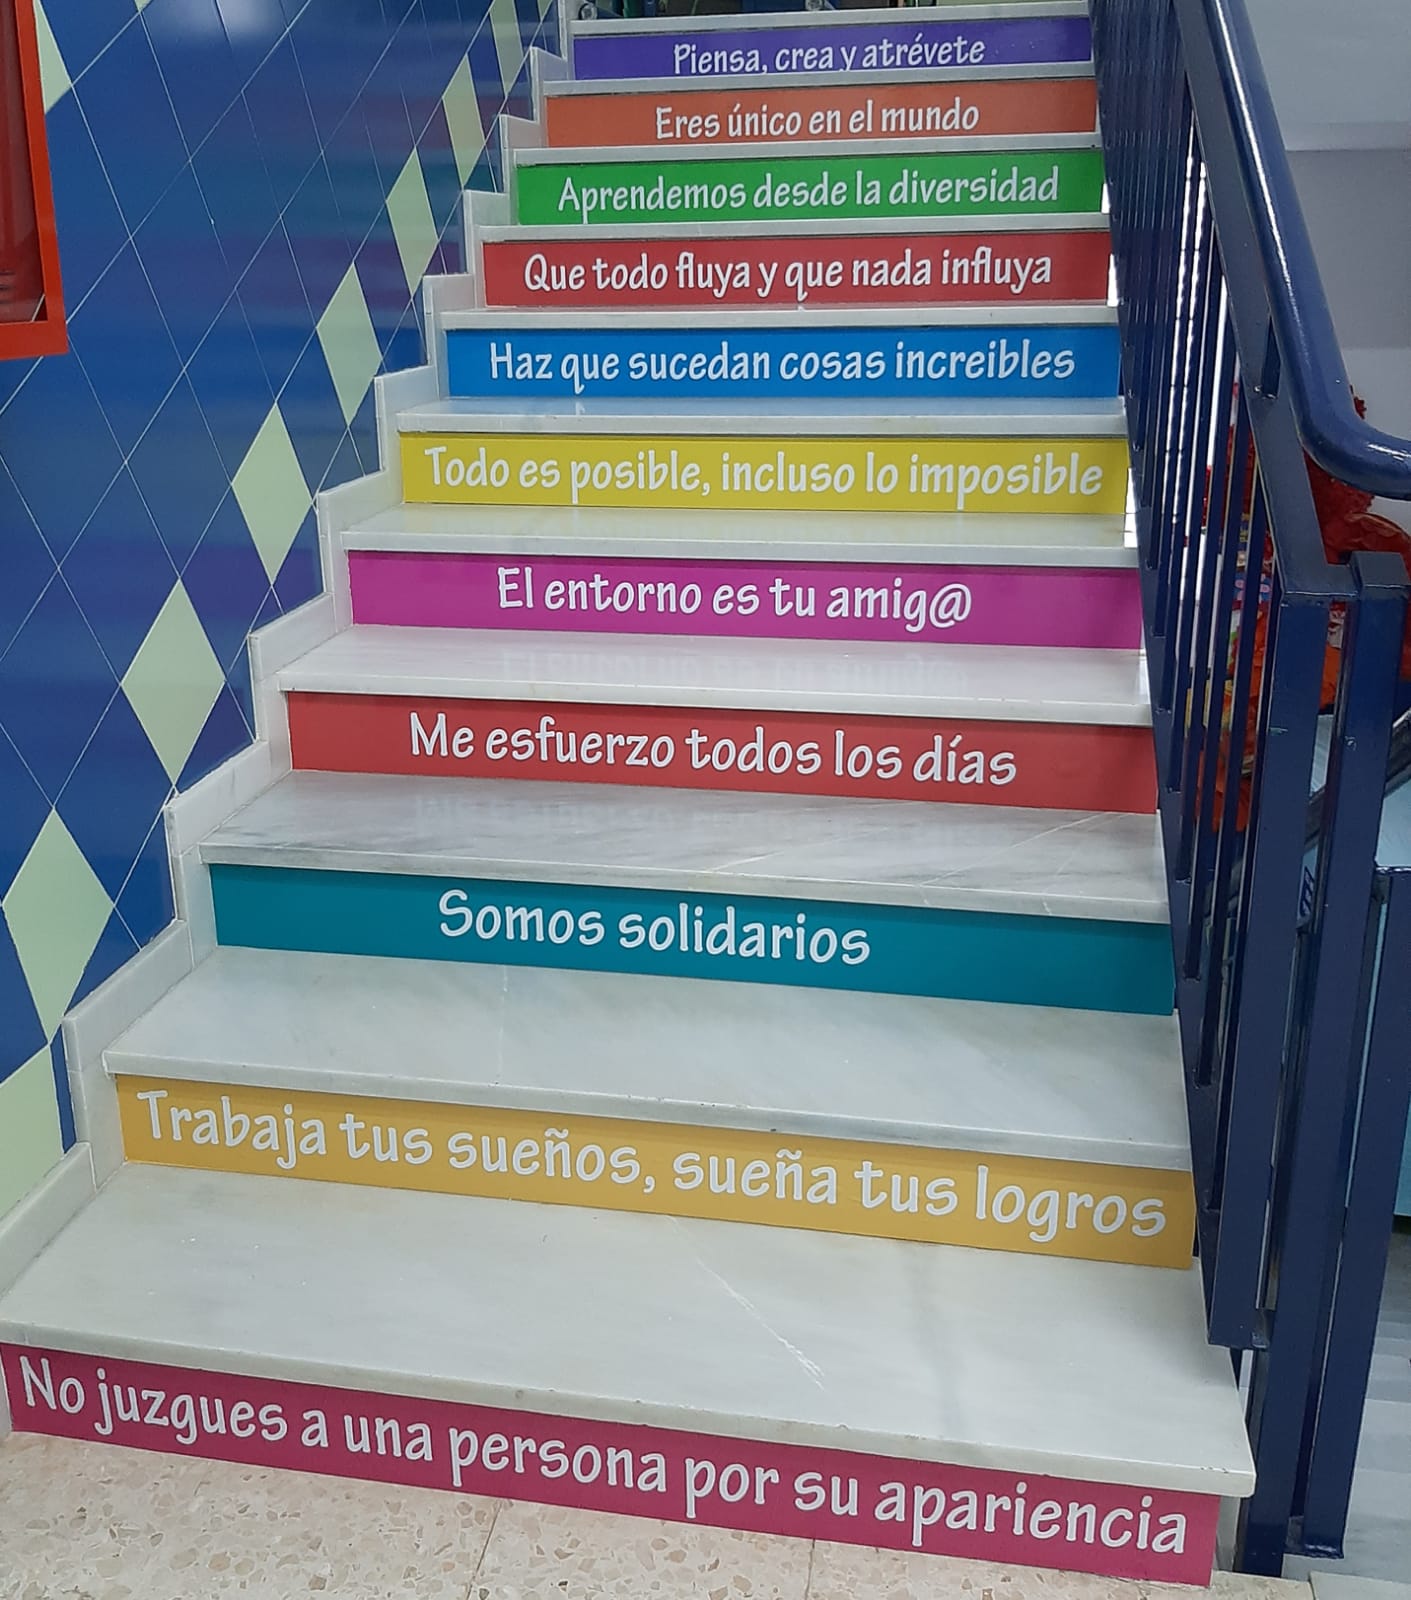 Piensa, crea y atrévete
Eres único en el mundo
Aprendemos desde la diversidad
Que todo fluya y que nada influya
Haz que sucedan cosas increibles
Todo es posible, incluso lo imposible
El entorno es tu amig@
Me esfuerzo todos los días
Somos solidarios
Trabaja tus sueños, sueña tus logros
No juzgues a una persona por su apariencia